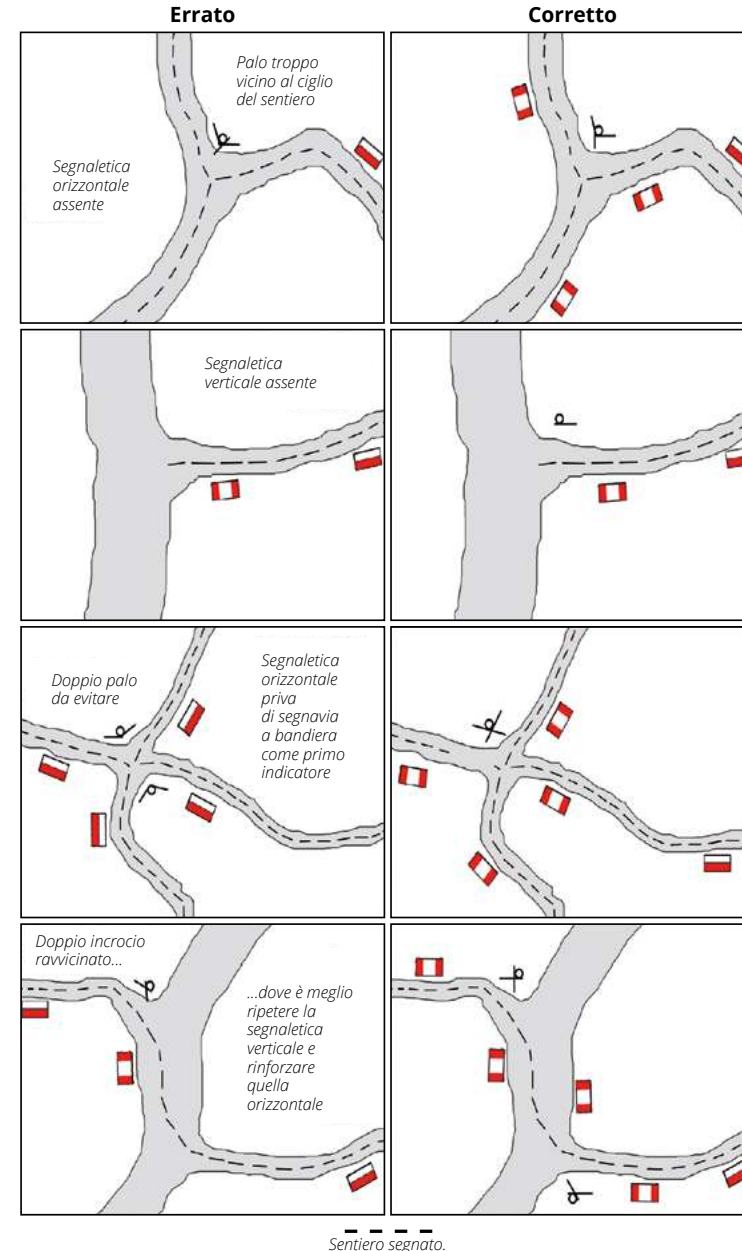 Errato
Corretto
Palo troppo
vicino al ciglio
del sentiero
Segnaletica
orizzontale
assente
Segnaletica
verticale assente
Doppio palo
da evitare
Segnaletica
orizzontale
priva
di segnavia
a bandiera
come primo
indicatore
Doppio incrocio
ravvicinato...
...dove è meglio
ripetere la
segnaletica
verticale e
rinforzare
quella
orizzontale
Sentiero segnato.